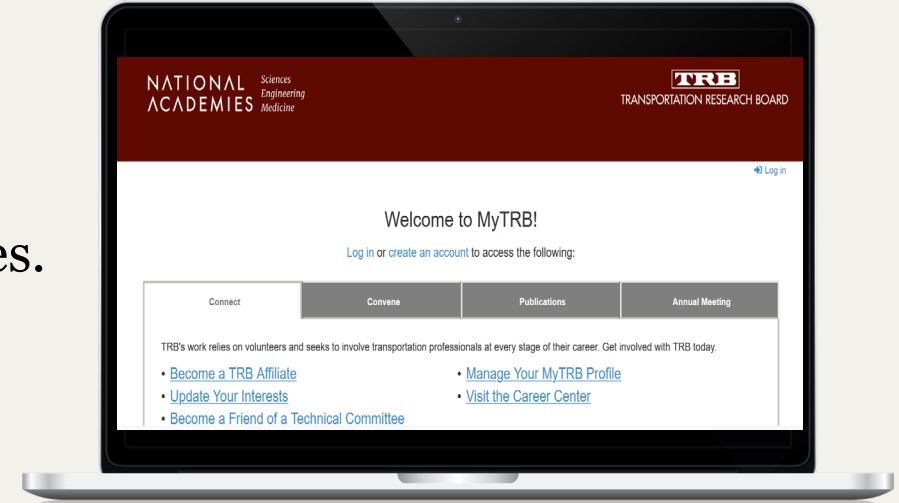 es.
NATIONAL Sciences
ACADEMIES Engineering
Medicine
TRB
TRANSPORTATION RESEARCH BOARD
Log in
Welcome to MyTRB!
Log in or create an account to access the following:
Connect Convene Publications Annual Meeting
TRB's work relies on volunteers and seeks to involve transportation professionals at every stage of their career. Get involved with TRB today.
• Become a TRB Affiliate
• Update Your Interests
• Become a Friend of a Technical Committee
• Manage Your MyTRB Profile
• Visit the Career Center